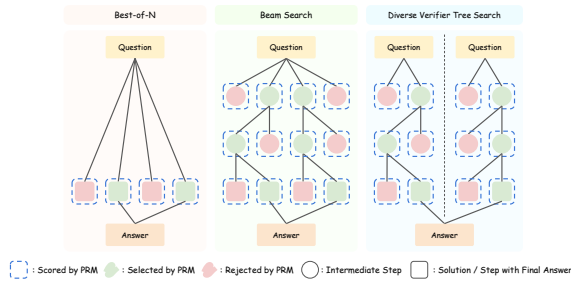 Best-of-N
Beam Search
Diverse Verifier Tree Search
Question
Question
Question
Question
Answer
Answer
Answer
: Scored by PRM
: Selected by PRM
: Rejected by PRM
: Intermediate Step
: Solution / Step with Final Answer